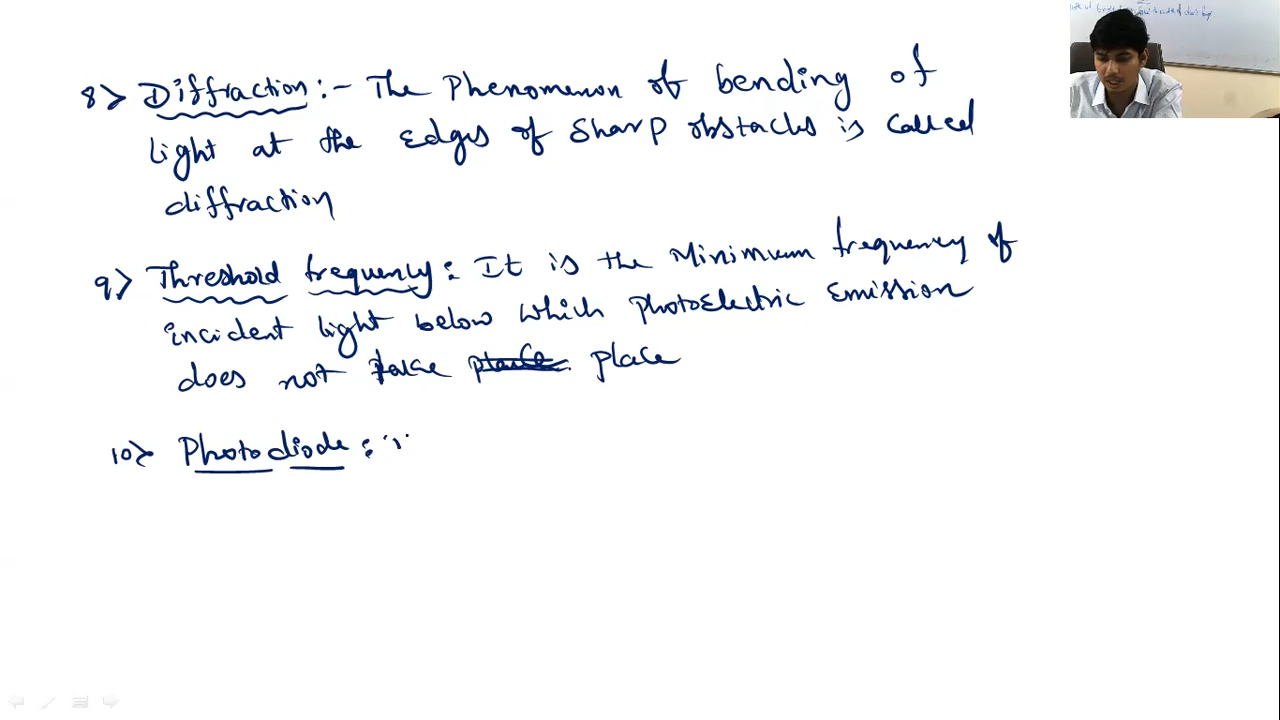 8> Diffraction :- The Phenomenon of bending of
light at the edges of Sharp obstacles is called
diffraction
9> Threshold frequency : It is the Minimum frequency of
incident light below which photoelectric Emission
does not take place
10> Photodiode :